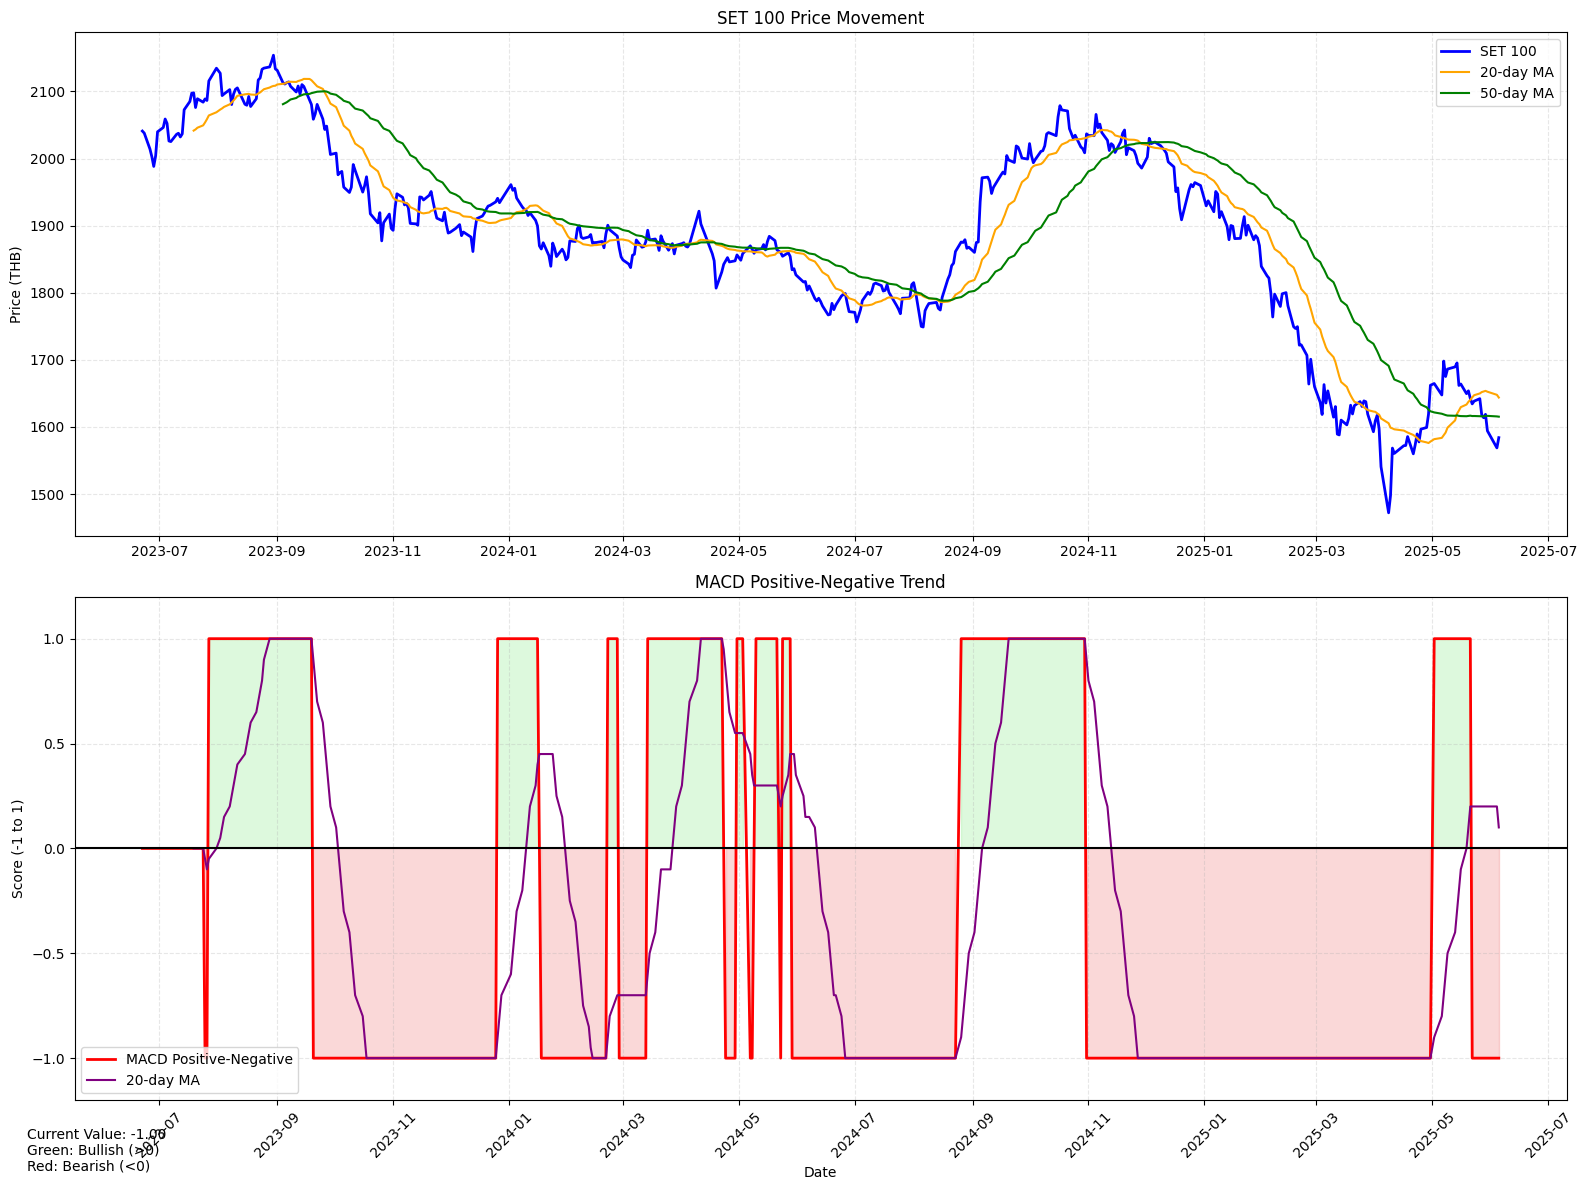 SET 100 Price Movement
Price (THB)
2100
2000
1900
1800
1700
1600
1500
SET 100
20-day MA
50-day MA
2023-07
2023-09
2023-11
2024-01
2024-03
2024-05
2024-07
2024-09
2024-11
2025-01
2025-03
2025-05
2025-07
MACD Positive-Negative Trend
Score (-1 to 1)
1.0
0.5
0.0
−0.5
−1.0
MACD Positive-Negative
20-day MA
2023-07
2023-09
2023-11
2024-01
2024-03
2024-05
2024-07
2024-09
2024-11
2025-01
2025-03
2025-05
2025-07
Date
Current Value: -1.00
Green: Bullish (>0)
Red: Bearish (<0)